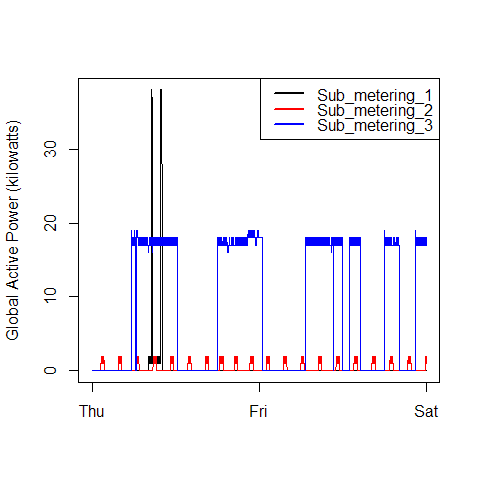 Sub_metering_1
Sub_metering_2
Sub_metering_3
Global Active Power (kilowatts)
30
20
10
0
Thu
Fri
Sat